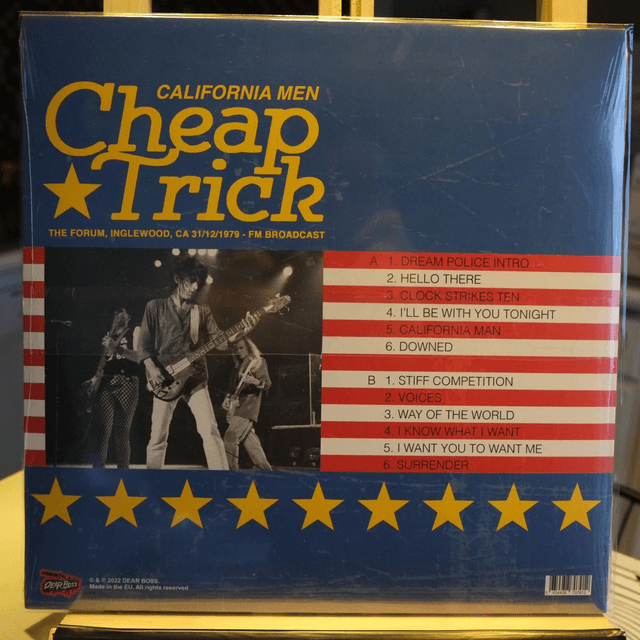 CALIFORNIA MEN
Cheap
Trick
THE FORUM, INGLEWOOD, CA 31/12/1979 - FM BROADCAST
A 1. DREAM POLICE INTRO
2. HELLO THERE
3. CLOCK STRIKES TEN
4. I'LL BE WITH YOU TONIGHT
5. CALIFORNIA MAN
6. DOWNED
B 1. STIFF COMPETITION
2. VOICES
3. WAY OF THE WORLD
4. I KNOW WHAT I WANT
5. I WANT YOU TO WANT ME
6. SURRENDER
DEAR BOSS
© & ℗ 2022 DEAR BOSS.
Made in the EU. All rights reserved